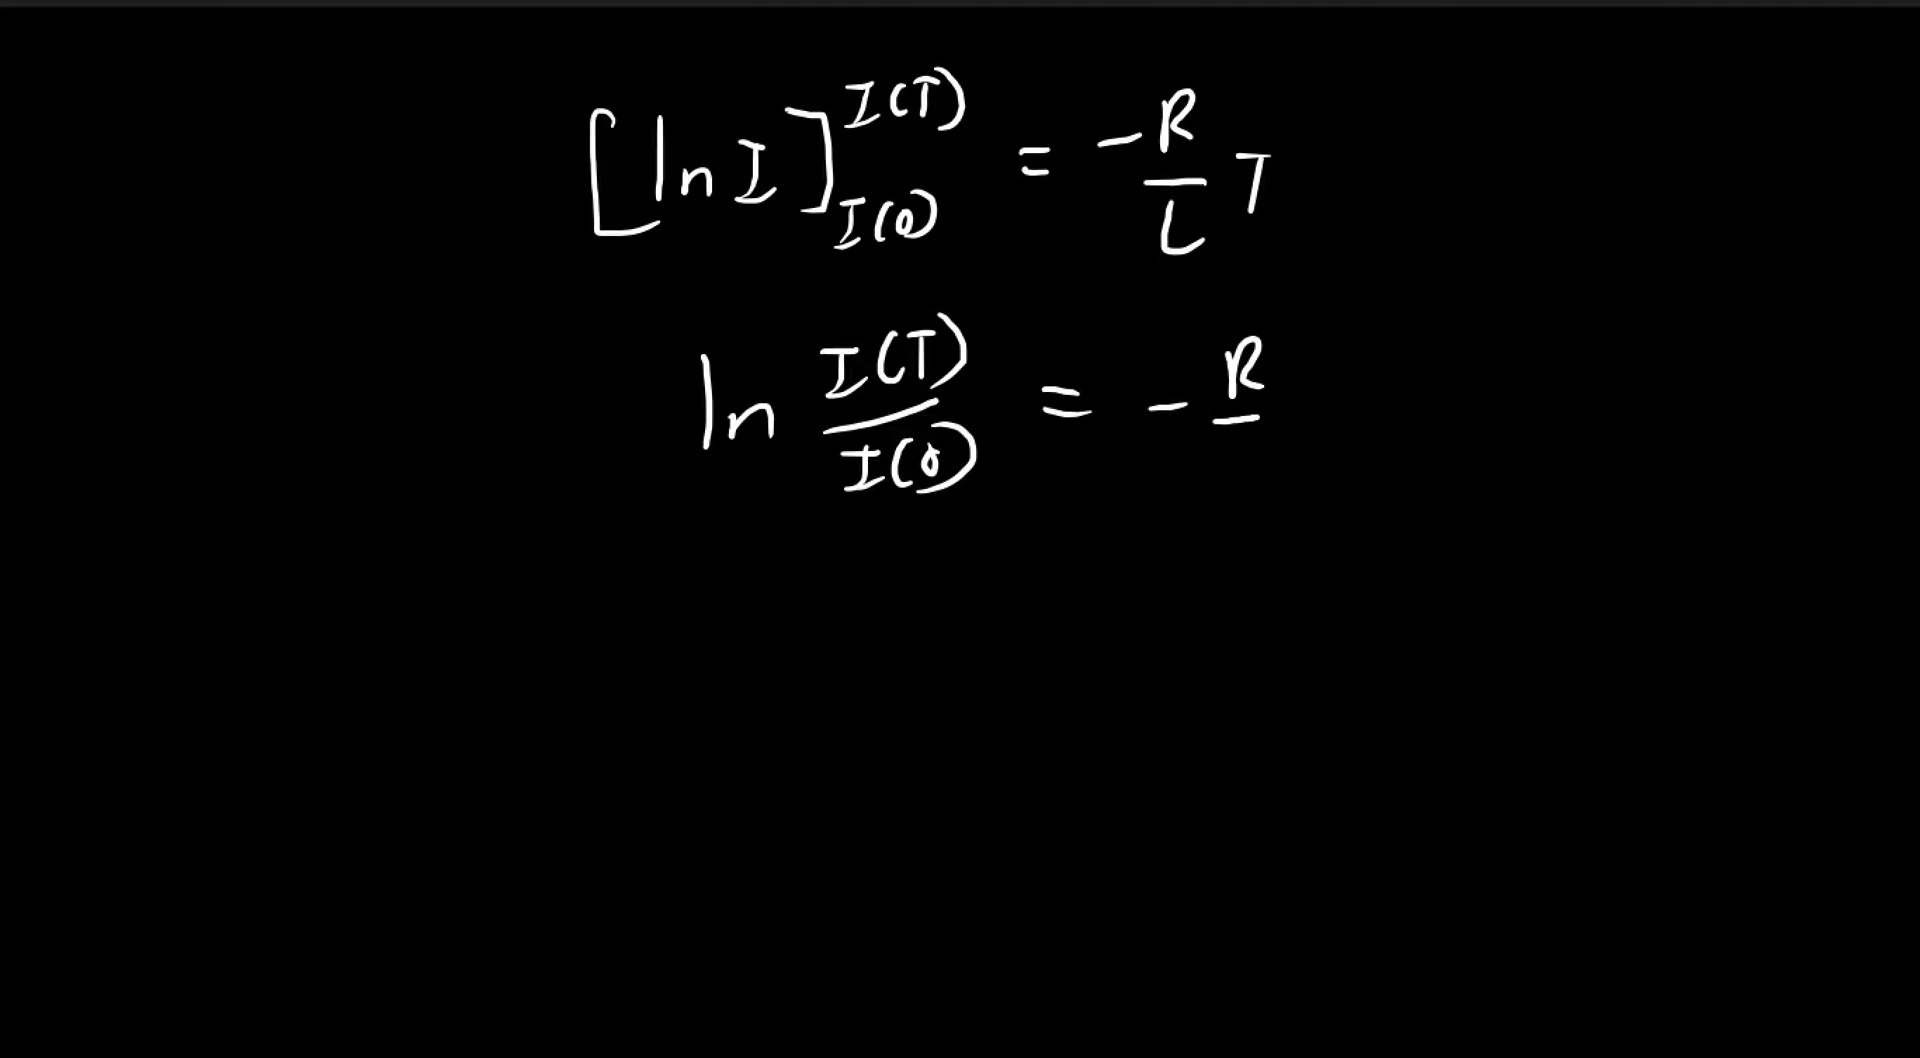 [ln I]_{I(0)}^{I(T)} = -R/L T
ln I(T)/I(0) = - R/